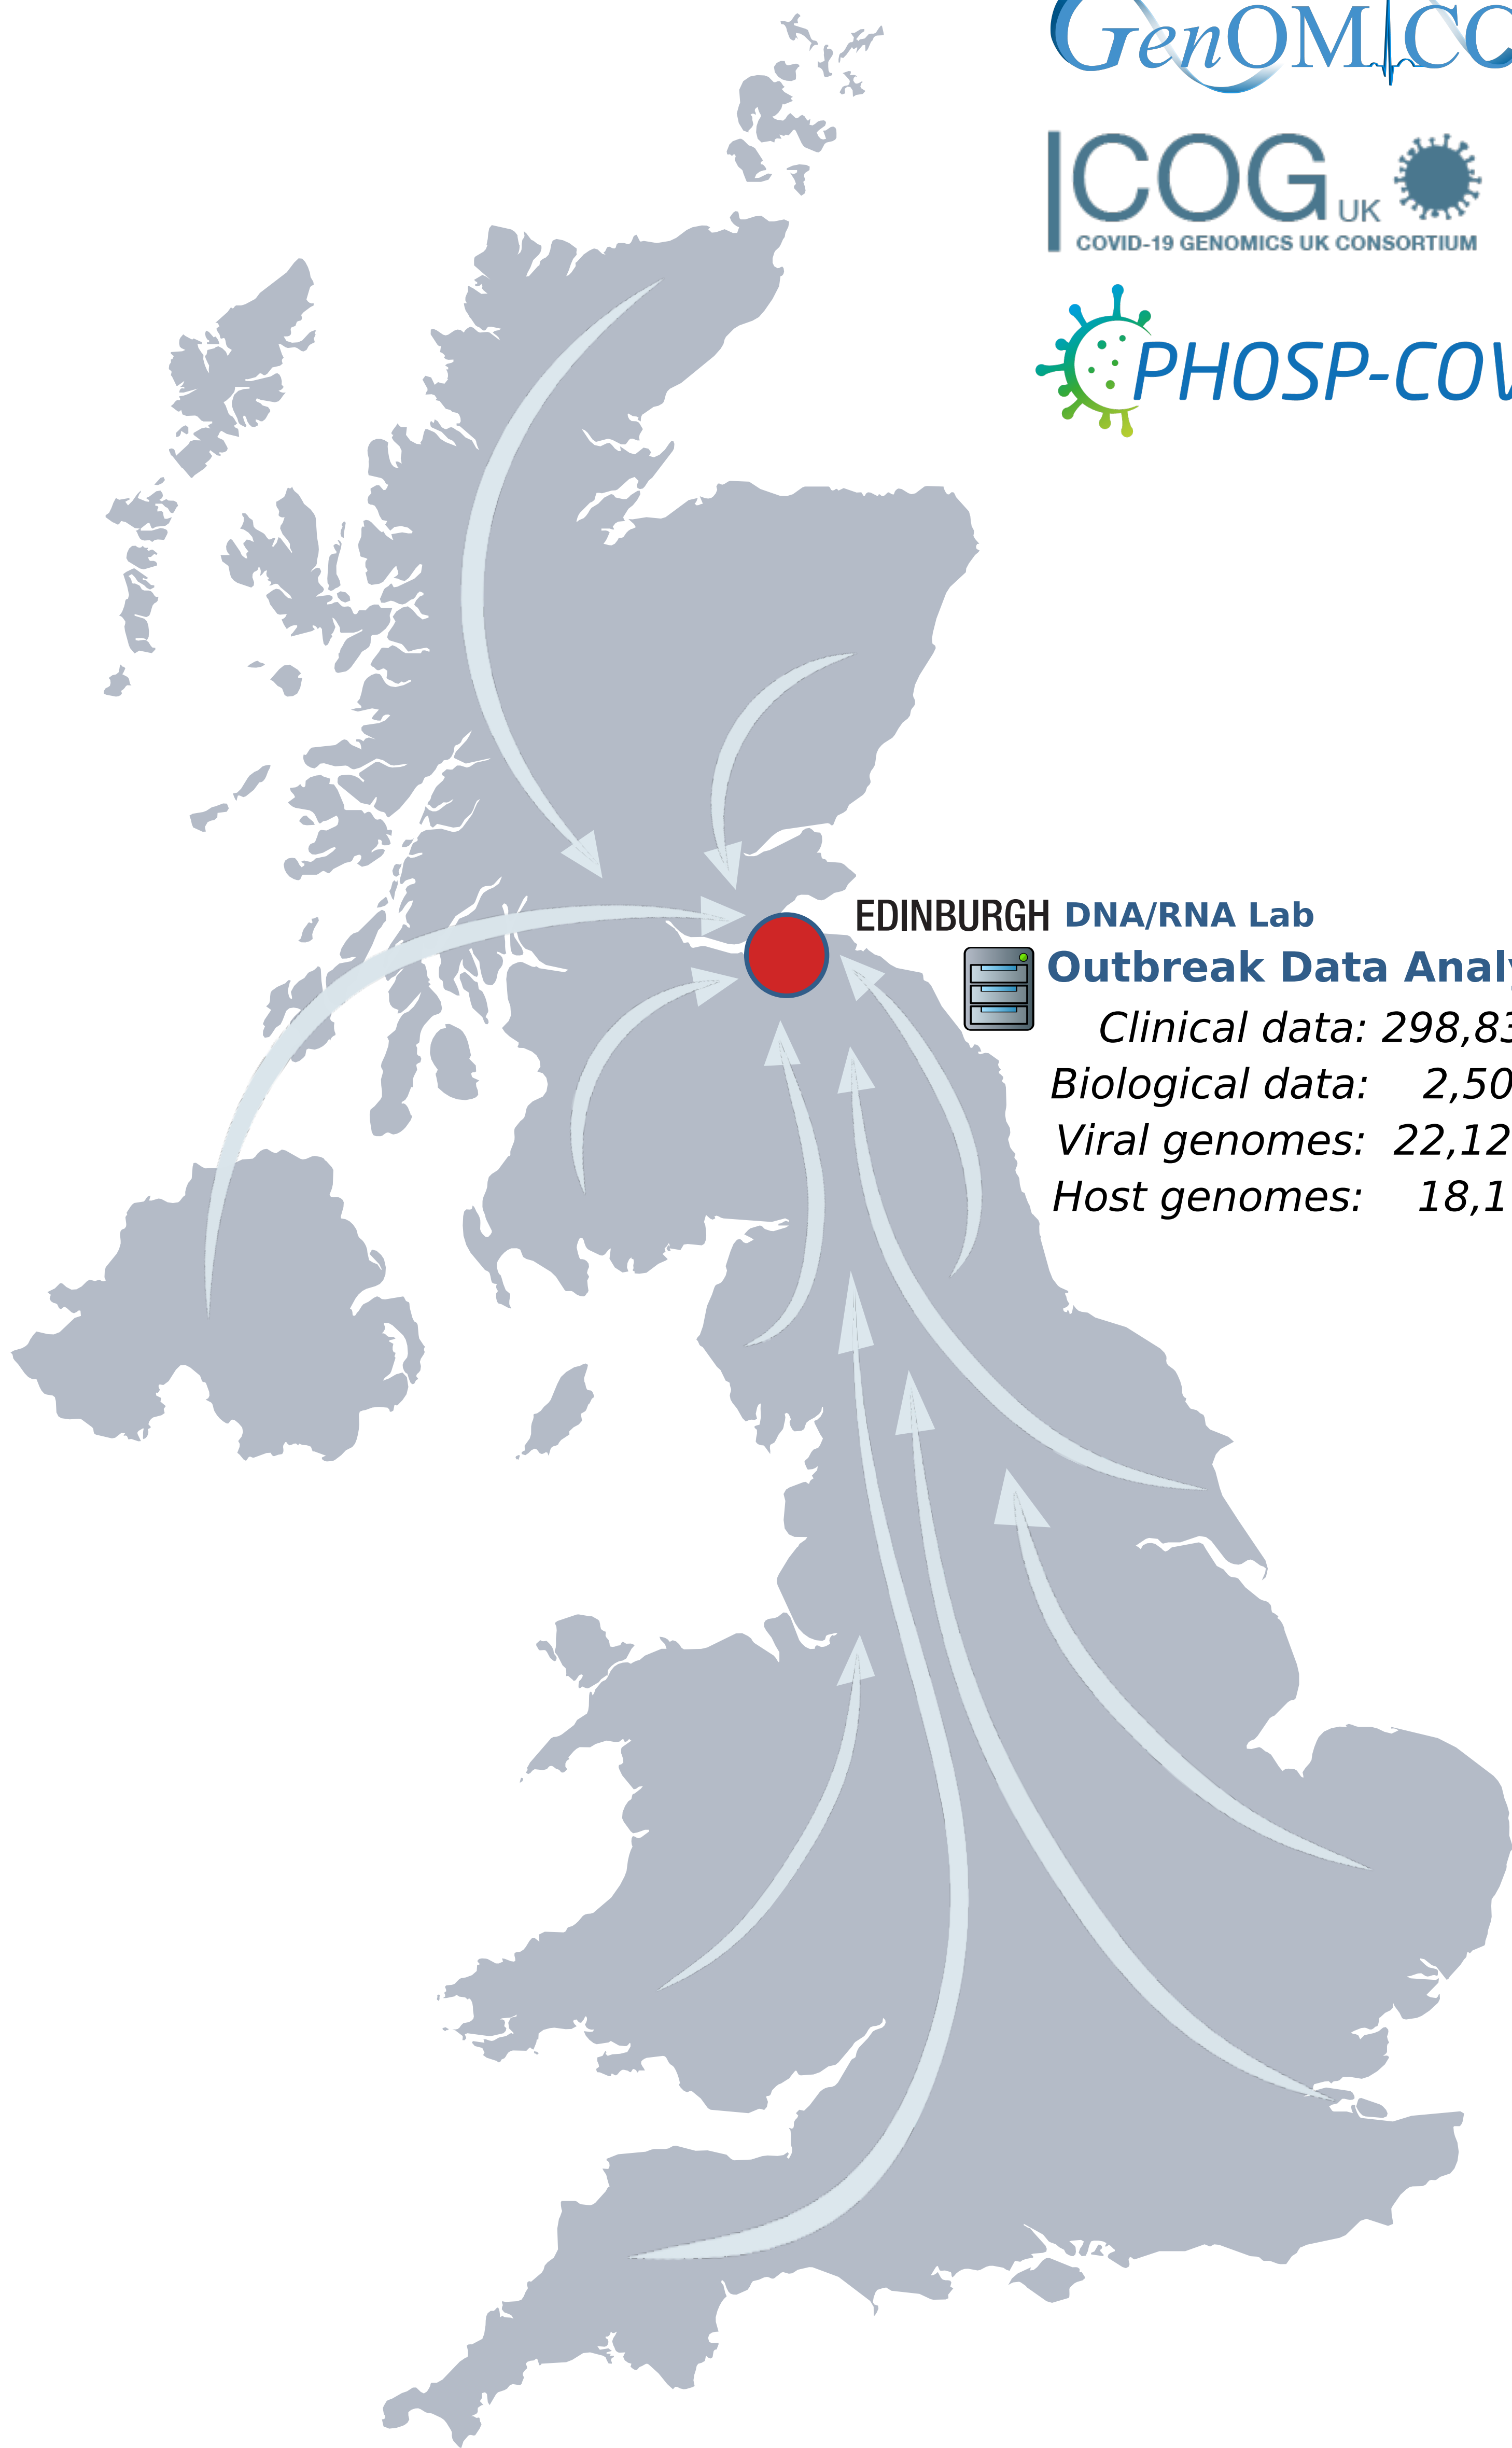 GenOMICC
COG UK
COVID-19 GENOMICS UK CONSORTIUM
PHOSP-COV
EDINBURGH DNA/RNA Lab
Outbreak Data Analy
Clinical data: 298,83
Biological data: 2,50
Viral genomes: 22,12
Host genomes: 18,1